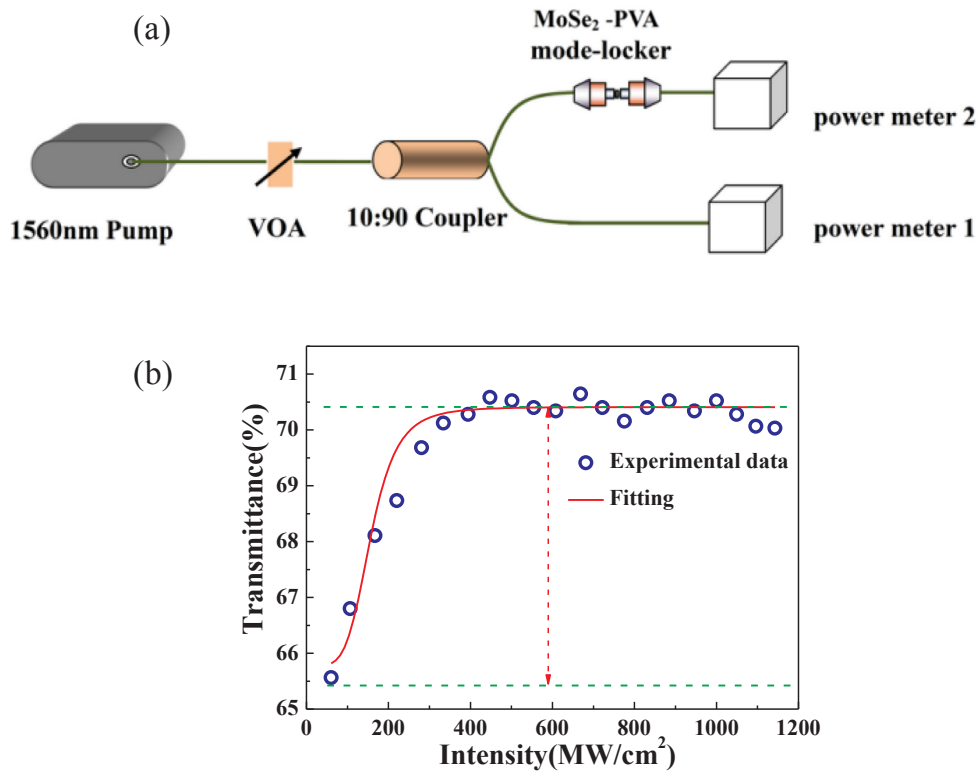 (a)
MoSe₂ -PVA
mode-locker
power meter 2
1560nm Pump
VOA
10:90 Coupler
power meter 1
(b)
71
70
69
68
67
66
65
Transmittance(%)
Experimental data
Fitting
0 200 400 600 800 1000 1200
Intensity(MW/cm²)